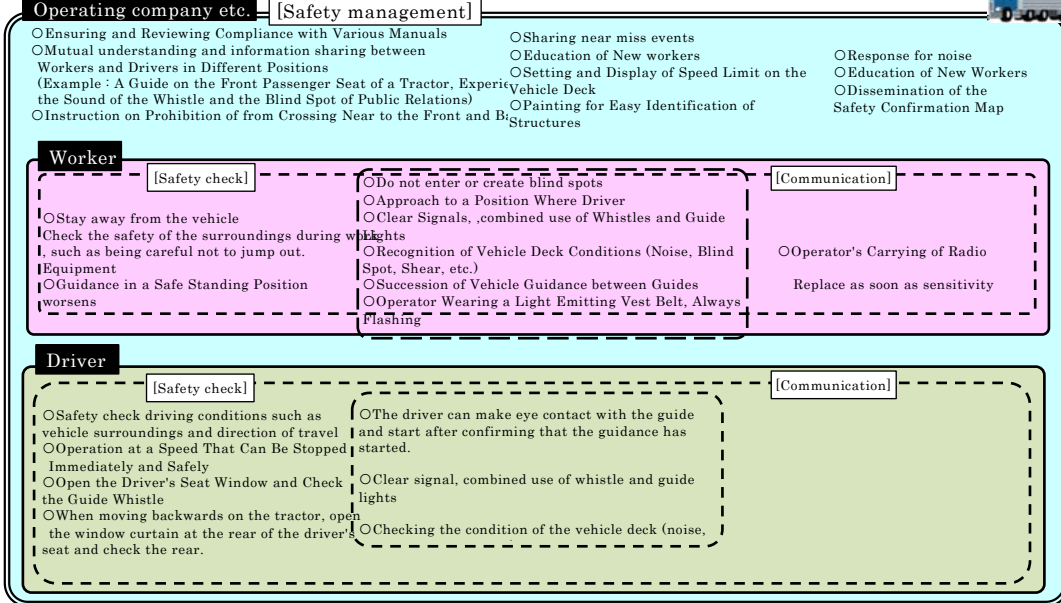 Operating company etc.
[Safety management]
○Ensuring and Reviewing Compliance with Various Manuals
○Mutual understanding and information sharing between
Workers and Drivers in Different Positions
(Example：A Guide on the Front Passenger Seat of a Tractor,
the Sound of the Whistle and the Blind Spot of Public Relations)
○Instruction on Prohibition of from Crossing Near to the Front and
○Sharing near miss events
○Education of New workers
○Setting and Display of Speed Limit on the
Vehicle Deck
○Painting for Easy Identification of
Structures
○Response for noise
○Education of New Workers
○Dissemination of the
Safety Confirmation Map
Worker
[Safety check]
○Stay away from the vehicle
Check the safety of the surroundings during work
, such as being careful not to jump out.
Equipment
○Guidance in a Safe Standing Position
worsens
○Do not enter or create blind spots
○Approach to a Position Where Driver
○Clear Signals, ,combined use of Whistles and Guide
Lights
○Recognition of Vehicle Deck Conditions (Noise, Blind
Spot, Shear, etc.)
○Succession of Vehicle Guidance between Guides
○Operator Wearing a Light Emitting Vest Belt, Always
Flashing
[Communication]
○Operator's Carrying of Radio
Replace as soon as sensitivity
Driver
[Safety check]
○Safety check driving conditions such as
vehicle surroundings and direction of travel
○Operation at a Speed That Can Be Stopped
Immediately and Safely
○Open the Driver's Seat Window and Check
the Guide Whistle
○When moving backwards on the tractor, open
the window curtain at the rear of the driver's
seat and check the rear.
○The driver can make eye contact with the guide
and start after confirming that the guidance has
started.
○Clear signal, combined use of whistle and guide
lights
○Checking the condition of the vehicle deck (noise,
[Communication]